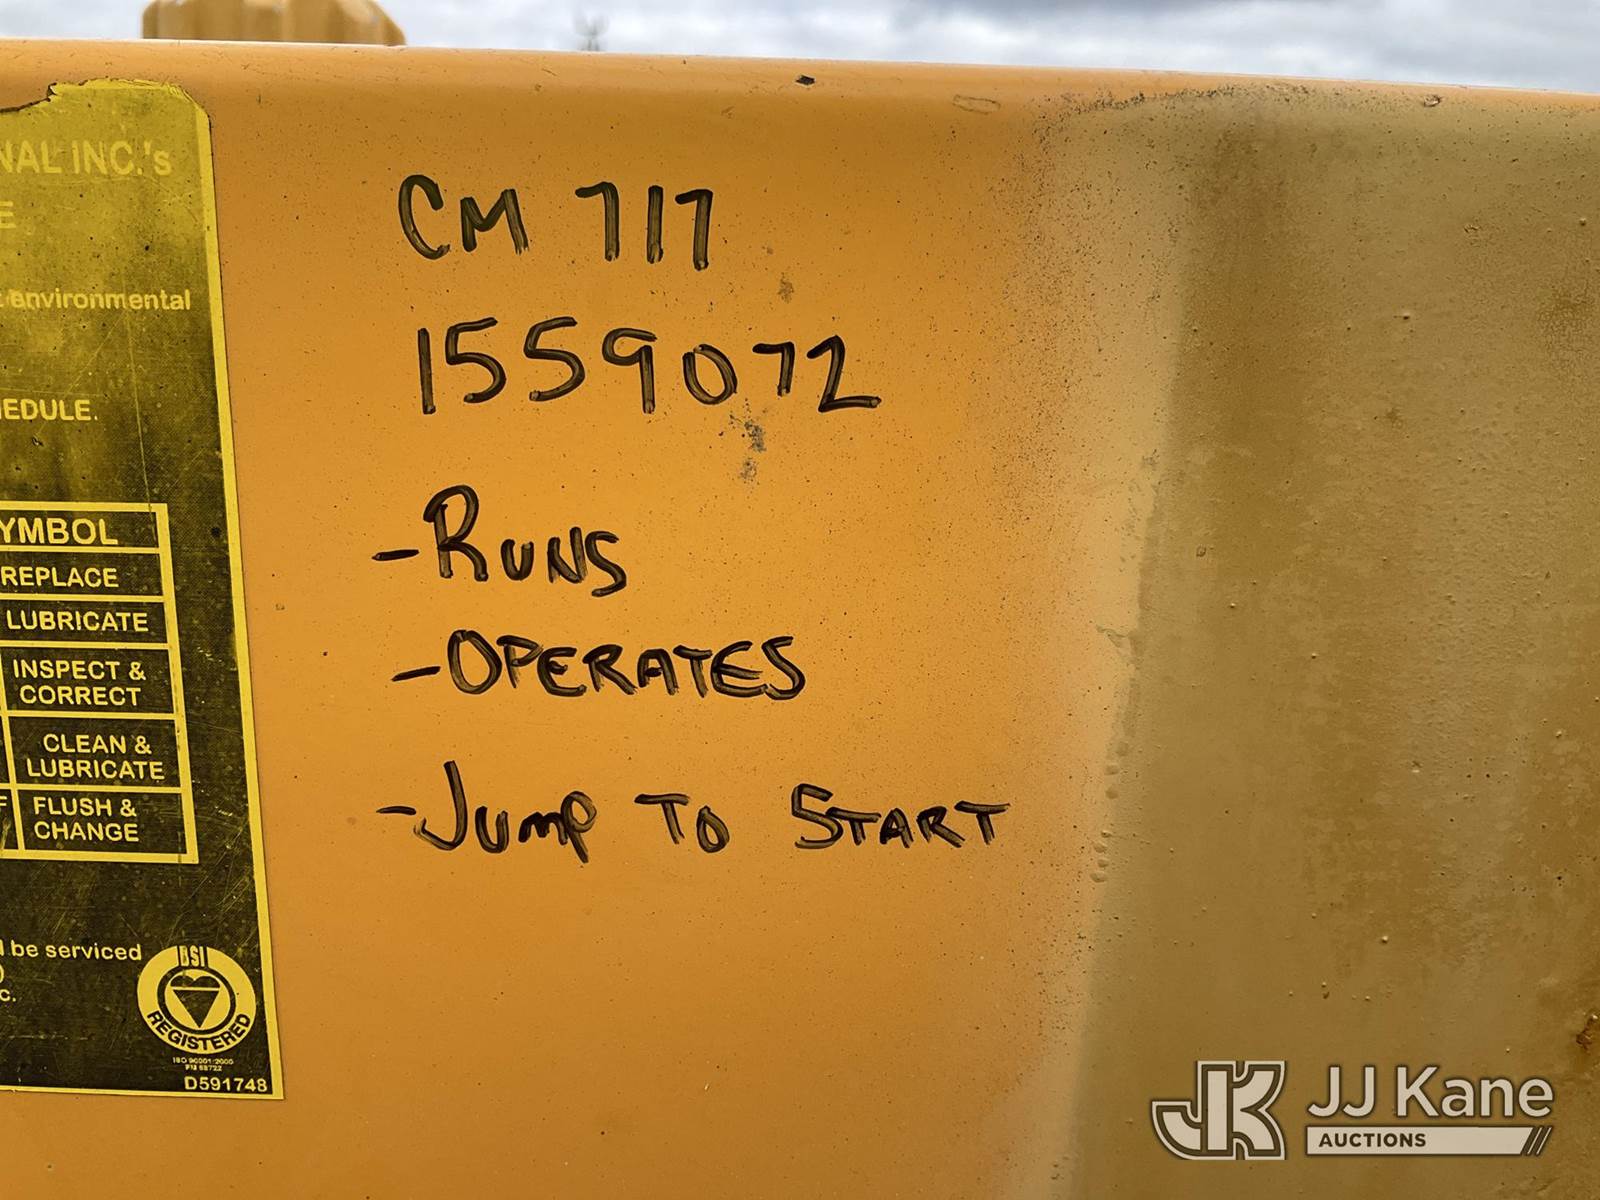 NAL INC.'s
E
environmental
EDULE.
YMBOL
REPLACE
LUBRICATE
INSPECT &
CORRECT
CLEAN &
LUBRICATE
F FLUSH &
CHANGE
be serviced
c.
BSI
REGISTERED
D591748
CM 717
1559072
-RUNS
-OPERATES
-JUMP TO START
JK
JJ Kane
AUCTIONS